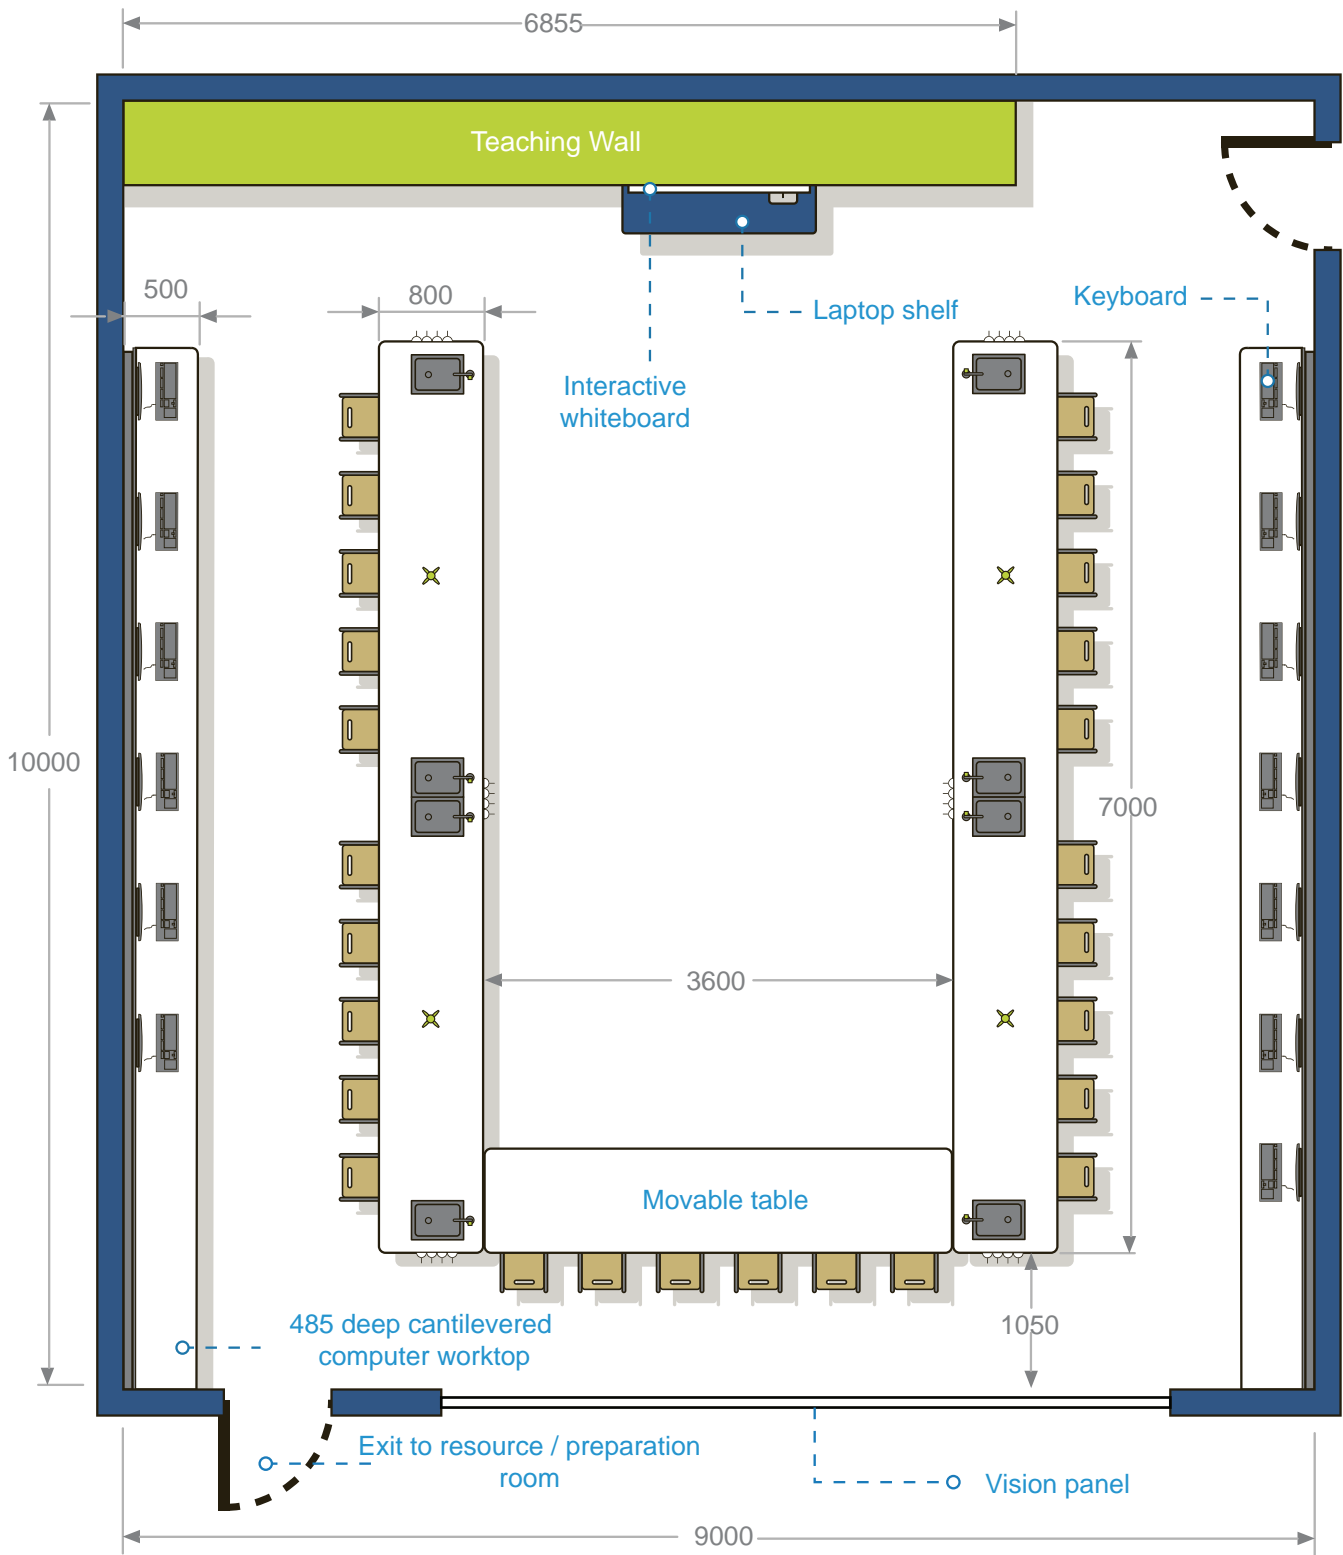 6855
Teaching Wall
500
800
Laptop shelf
Keyboard
Interactive
whiteboard
10000
7000
3600
Movable table
485 deep cantilevered
computer worktop
1050
Exit to resource / preparation
room
Vision panel
9000